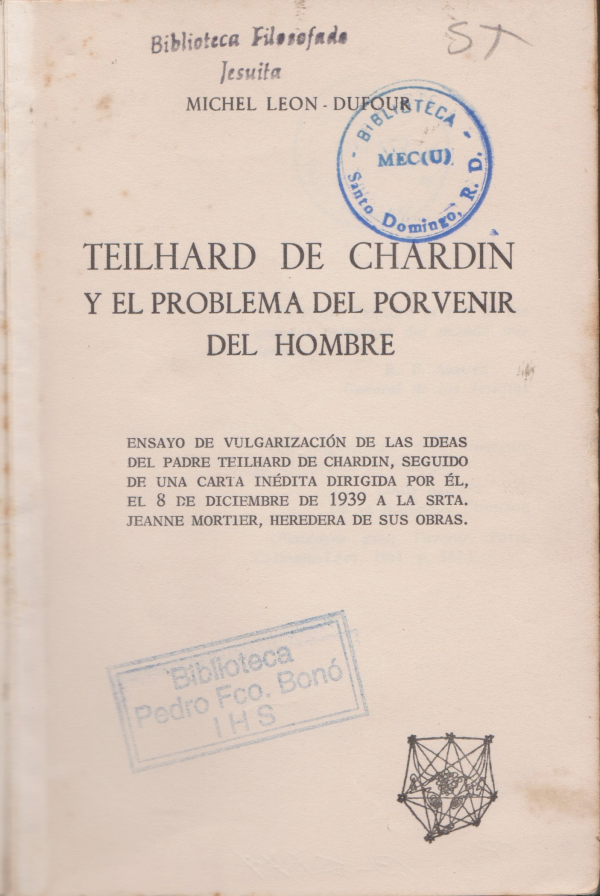 Biblioteca Filosofado
Jesuita
ST
MICHEL LEON - DUFOUR
- BIBLIOTECA -
MEC(U)
Santo Domingo, R. D.
TEILHARD DE CHARDIN
Y EL PROBLEMA DEL PORVENIR
DEL HOMBRE
ENSAYO DE VULGARIZACIÓN DE LAS IDEAS
DEL PADRE TEILHARD DE CHARDIN, SEGUIDO
DE UNA CARTA INÉDITA DIRIGIDA POR ÉL,
EL 8 DE DICIEMBRE DE 1939 A LA SRTA.
JEANNE MORTIER, HEREDERA DE SUS OBRAS.
Biblioteca
Pedro Fco. Bonó
I H S